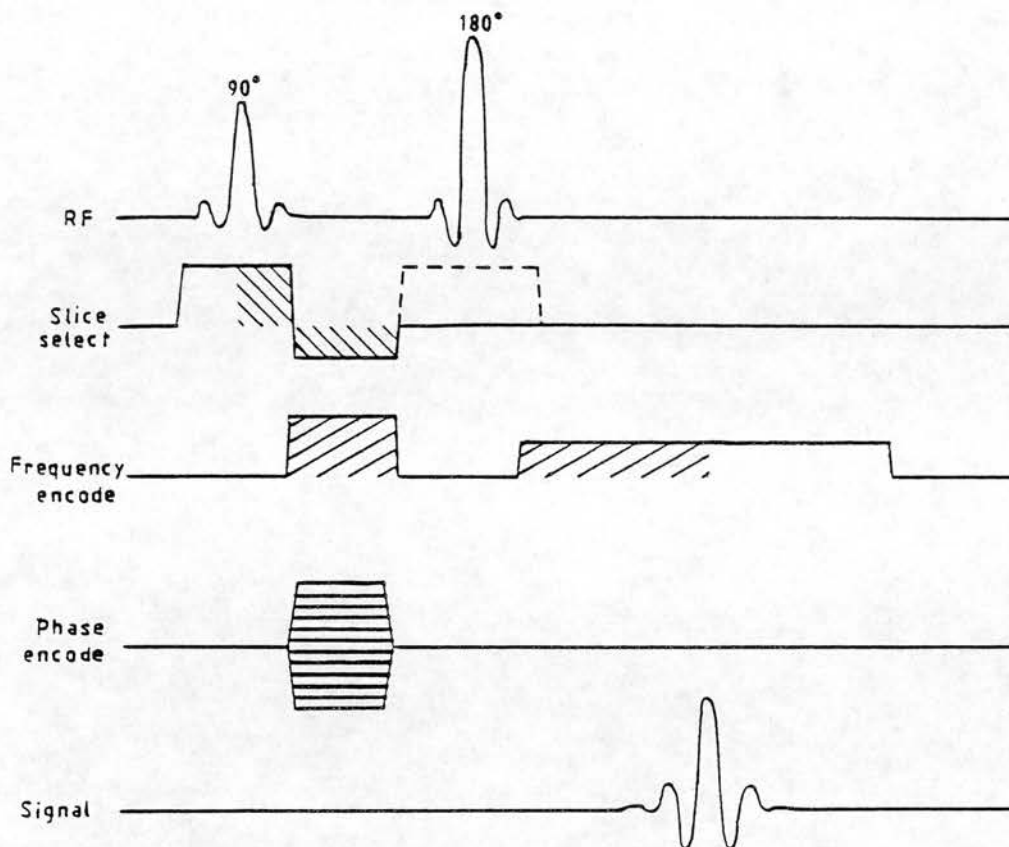 180°
90°
RF
Slice
select
Frequency
encode
Phase
encode
Signal